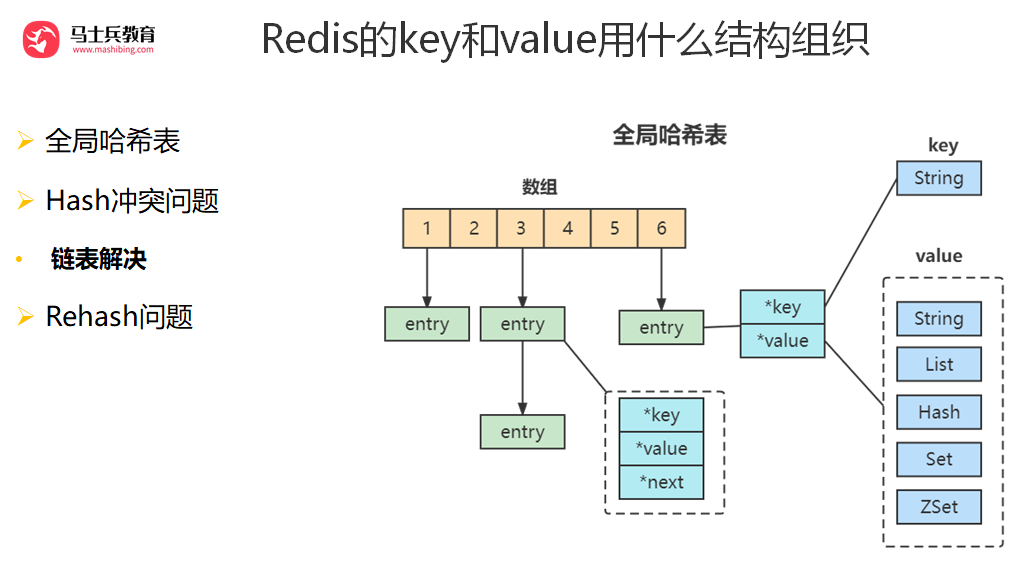 马士兵教育
www.mashibing.com
Redis的key和value用什么结构组织
全局哈希表
Hash冲突问题
链表解决
Rehash问题
全局哈希表
数组
1 2 3 4 5 6
entry
entry
entry
entry
*key
*value
*next
*key
*value
key
String
value
String
List
Hash
Set
ZSet